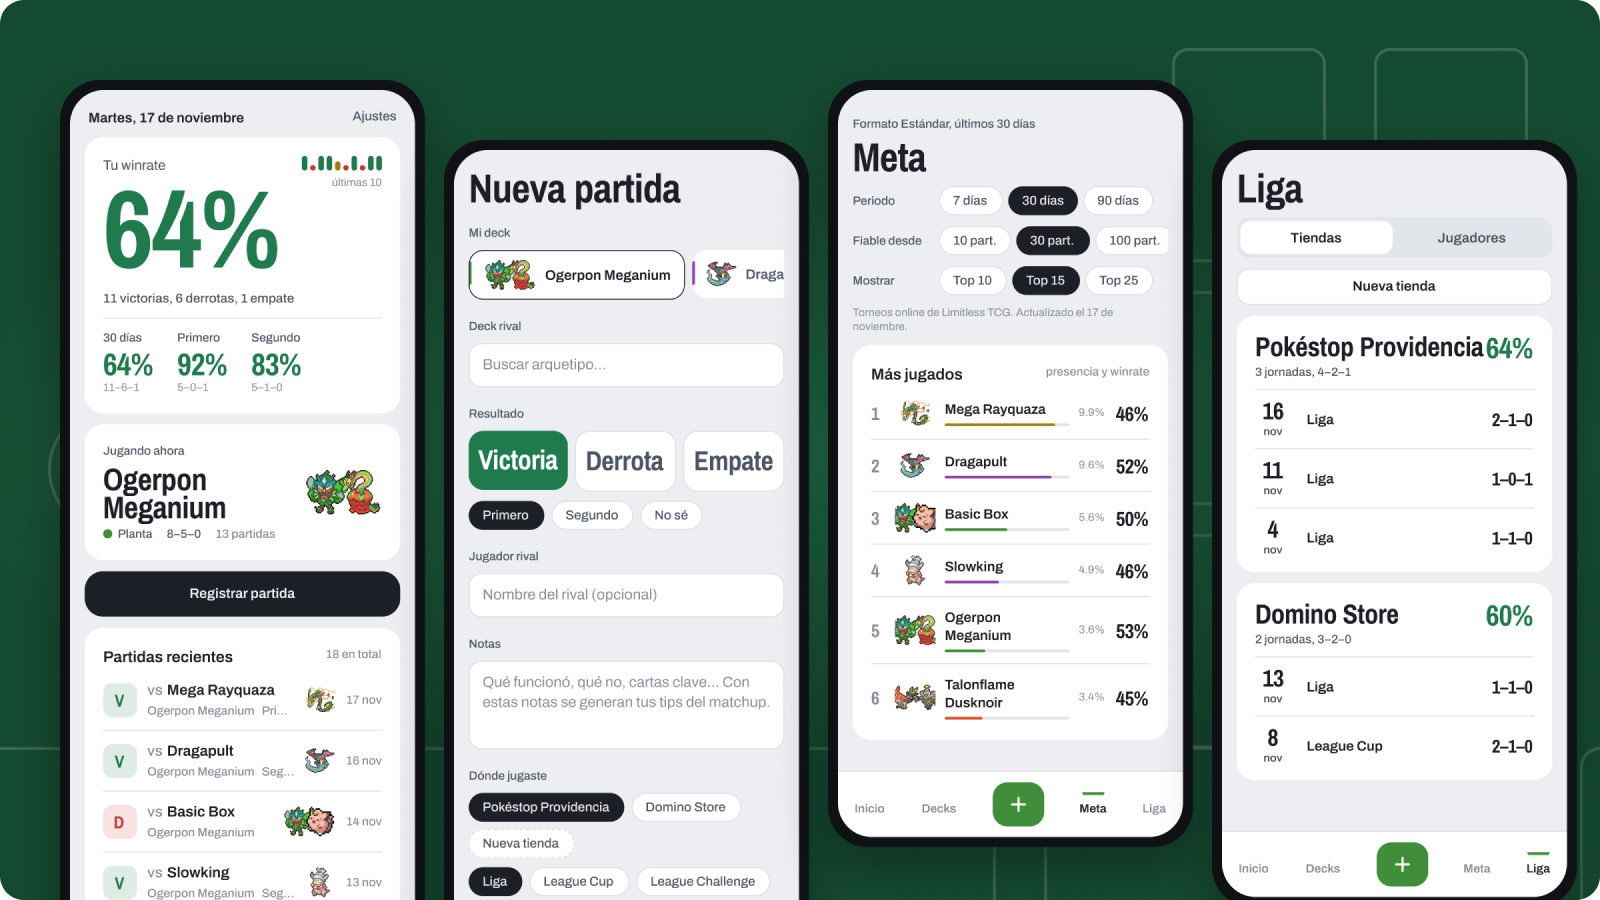 Martes, 17 de noviembre
Ajustes
Tu winrate
últimas 10
64%
11 victorias, 6 derrotas, 1 empate
30 días Primero Segundo
64% 92% 83%
11–6–1 5–0–1 5–1–0
Jugando ahora
Ogerpon
Meganium
Planta 8–5–0 13 partidas
Registrar partida
Partidas recientes 18 en total
V vs Mega Rayquaza 17 nov
Ogerpon Meganium Pri...
V vs Dragapult 16 nov
Ogerpon Meganium Seg...
D vs Basic Box 14 nov
Ogerpon Meganium
V vs Slowking 13 nov
Ogerpon Meganium Seg...
Nueva partida
Mi deck
Ogerpon Meganium Draga
Deck rival
Buscar arquetipo...
Resultado
Victoria Derrota Empate
Primero Segundo No sé
Jugador rival
Nombre del rival (opcional)
Notas
Qué funcionó, qué no, cartas clave... Con
estas notas se generan tus tips del matchup.
Dónde jugaste
Pokéstop Providencia Domino Store
Nueva tienda
Liga League Cup League Challenge
Formato Estándar, últimos 30 días
Meta
Periodo 7 días 30 días 90 días
Fiable desde 10 part. 30 part. 100 part.
Mostrar Top 10 Top 15 Top 25
Torneos online de Limitless TCG. Actualizado el 17 de
noviembre.
Más jugados presencia y winrate
1 Mega Rayquaza 9.9% 46%
2 Dragapult 9.6% 52%
3 Basic Box 5.6% 50%
4 Slowking 4.9% 46%
5 Ogerpon
Meganium 3.6% 53%
6 Talonflame
Dusknoir 3.4% 45%
Inicio Decks + Meta Liga
Liga
Tiendas Jugadores
Nueva tienda
Pokéstop Providencia 64%
3 jornadas, 4–2–1
16 nov Liga 2–1–0
11 nov Liga 1–0–1
4 nov Liga 1–1–0
Domino Store 60%
2 jornadas, 3–2–0
13 nov Liga 1–1–0
8 nov League Cup 2–1–0
Inicio Decks + Meta Liga